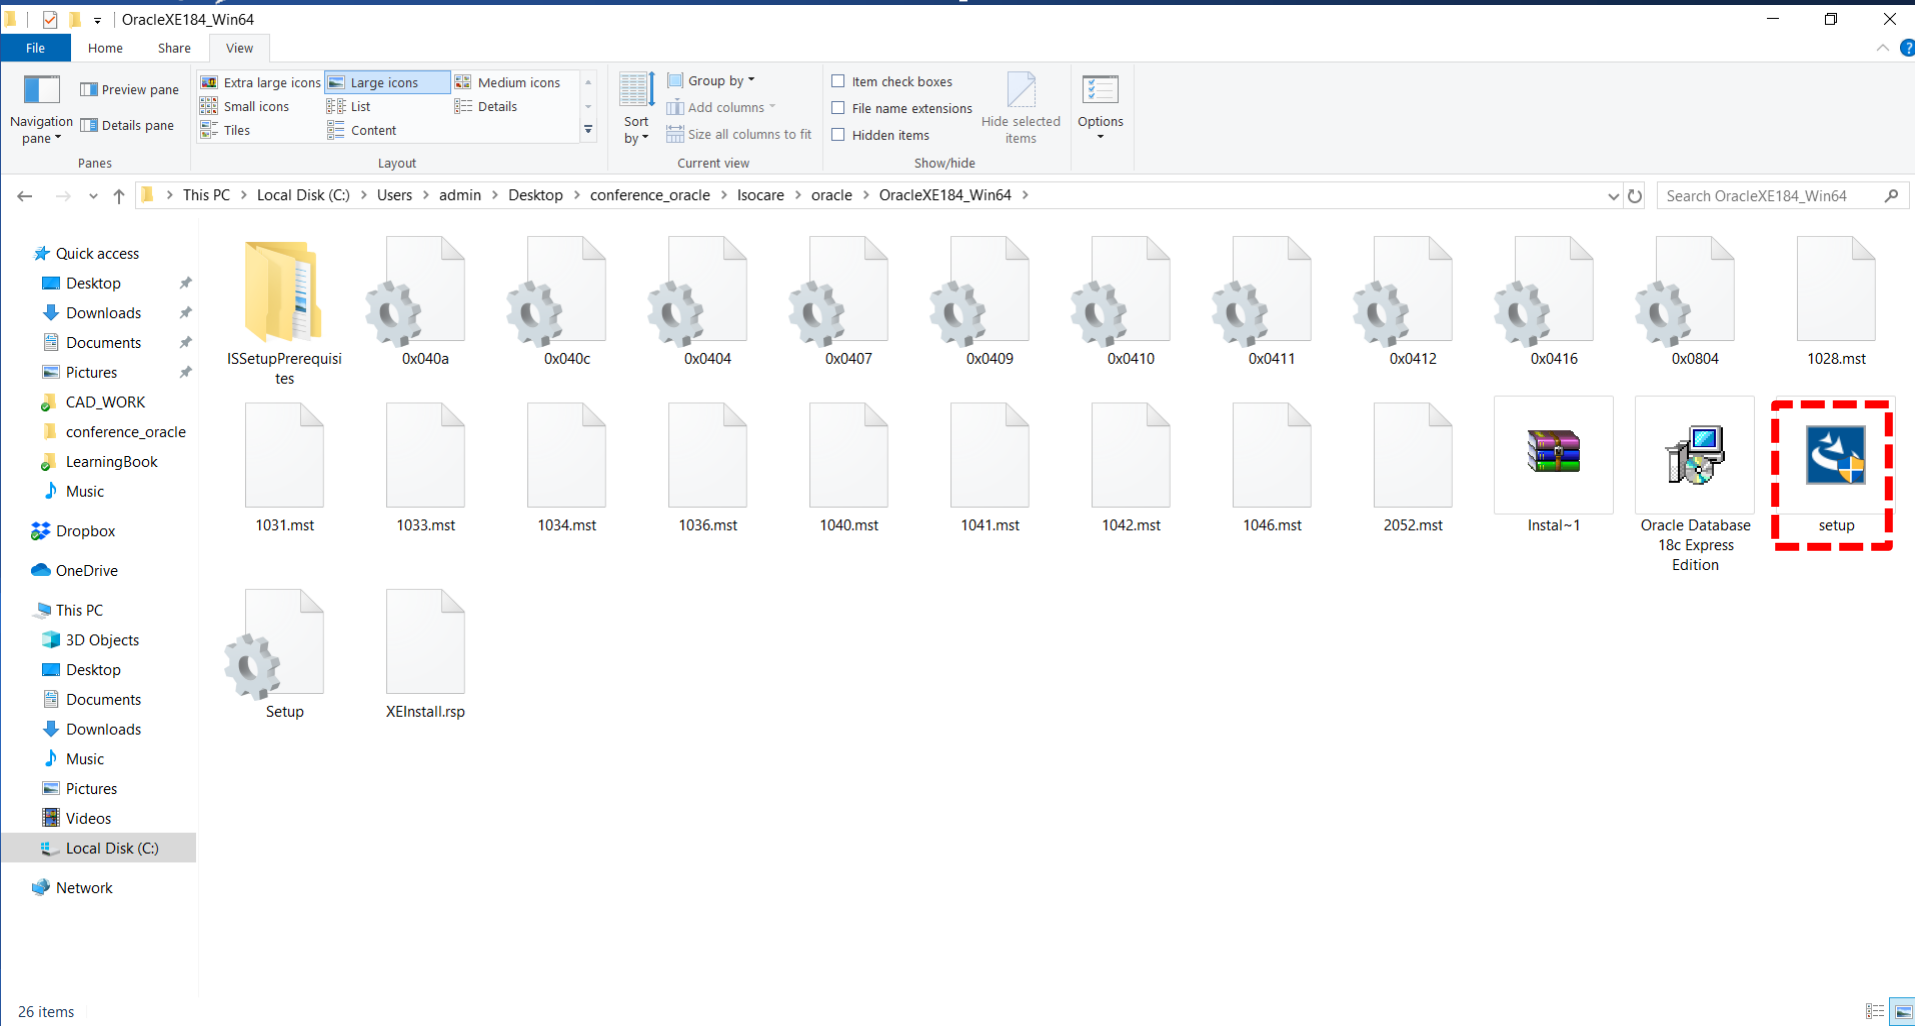 OracleXE184_Win64
File Home Share View
Navigation pane
Preview pane
Details pane
Panes
Extra large icons Large icons Medium icons
Small icons List Details
Tiles Content
Layout
Sort by
Group by
Add columns
Size all columns to fit
Current view
Item check boxes
File name extensions
Hidden items
Hide selected items
Show/hide
Options
This PC > Local Disk (C:) > Users > admin > Desktop > conference_oracle > Isocare > oracle > OracleXE184_Win64 >
Search OracleXE184_Win64
Quick access
Desktop
Downloads
Documents
Pictures
CAD_WORK
conference_oracle
LearningBook
Music
Dropbox
OneDrive
This PC
3D Objects
Desktop
Documents
Downloads
Music
Pictures
Videos
Local Disk (C:)
Network
ISSetupPrerequisi
tes
0x040a
0x040c
0x0404
0x0407
0x0409
0x0410
0x0411
0x0412
0x0416
0x0804
1028.mst
1031.mst
1033.mst
1034.mst
1036.mst
1040.mst
1041.mst
1042.mst
1046.mst
2052.mst
Instal~1
Oracle Database
18c Express
Edition
setup
Setup
XEInstall.rsp
26 items